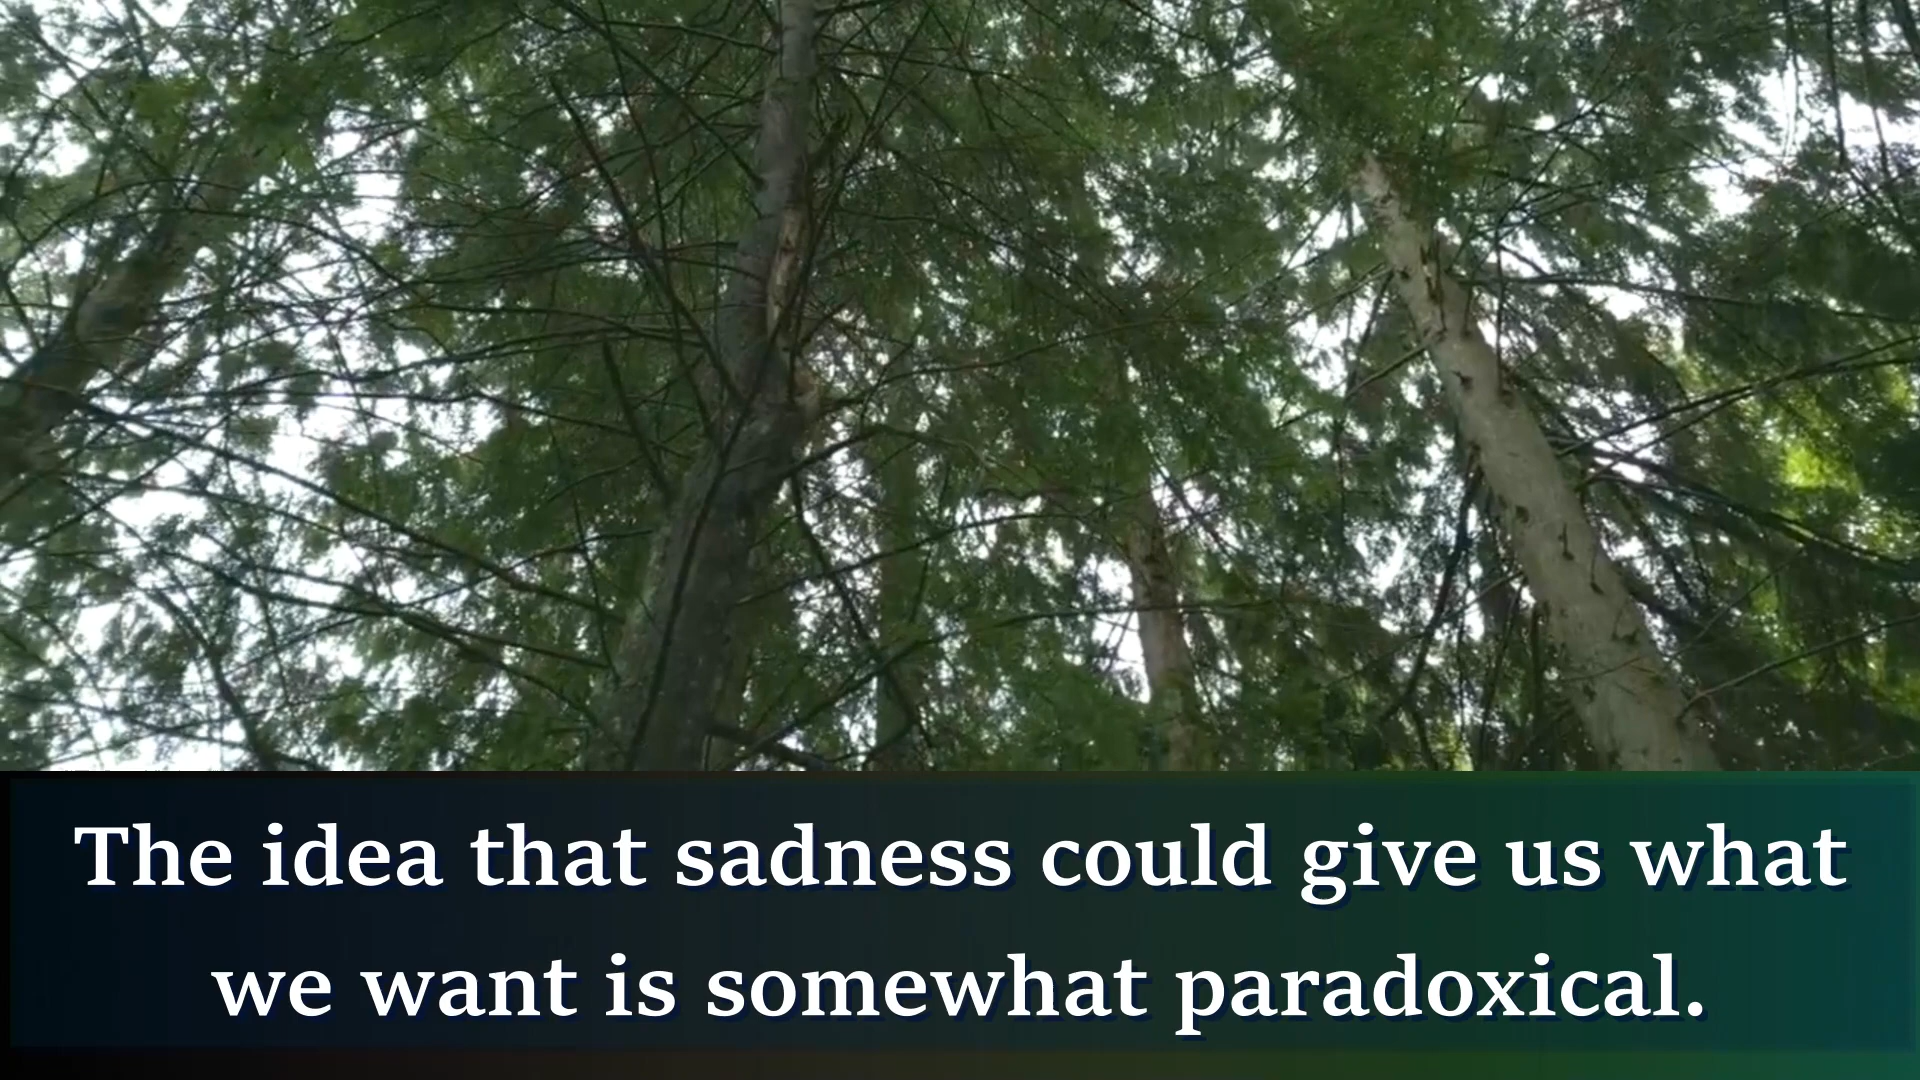 The idea that sadness could give us what
we want is somewhat paradoxical.